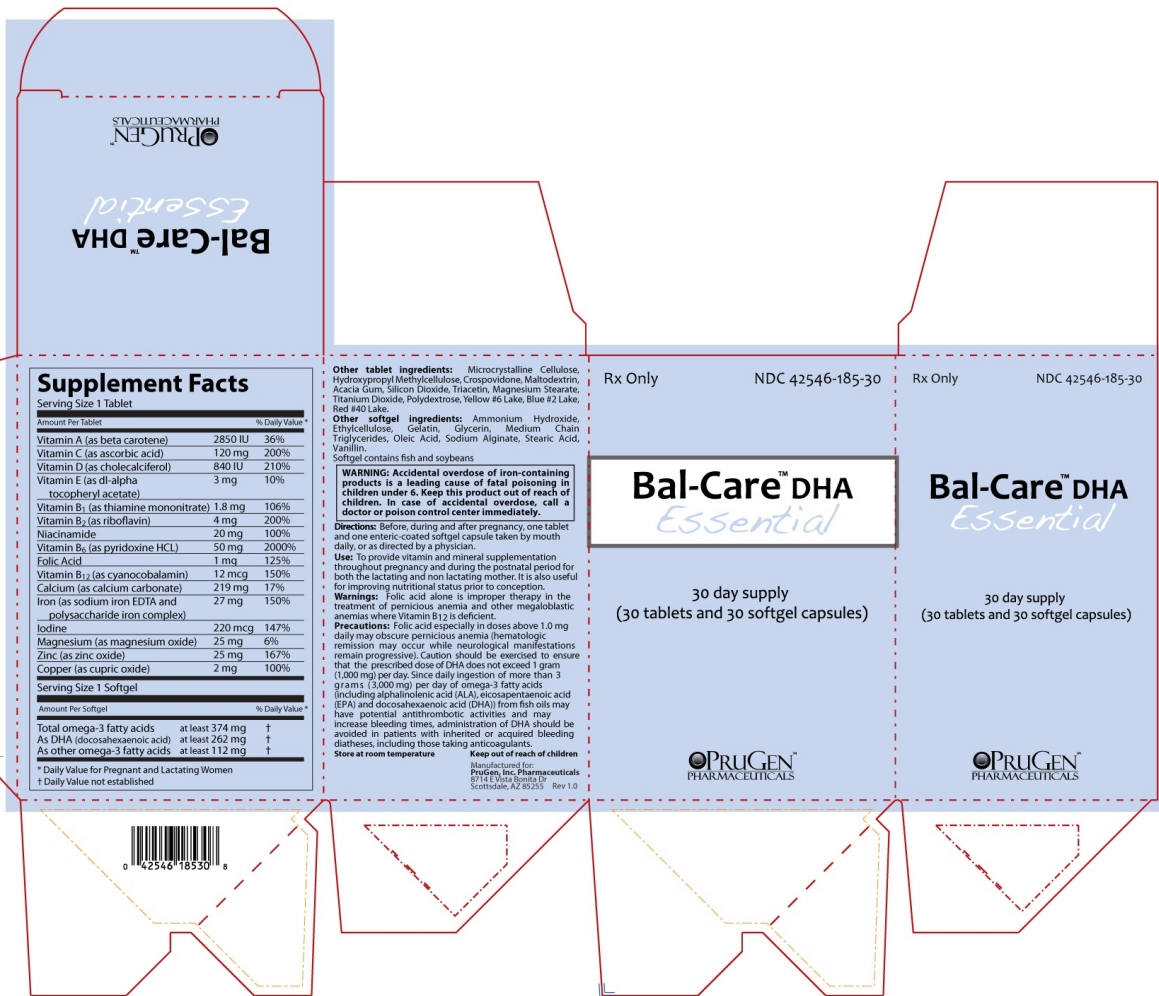 PRUGEN™
PHARMACEUTICALS
Bal-Care™ DHA
Essential
Supplement Facts
Serving Size 1 Tablet
Amount Per Tablet % Daily Value *
Vitamin A (as beta carotene) 2850 IU 36%
Vitamin C (as ascorbic acid) 120 mg 200%
Vitamin D (as cholecalciferol) 840 IU 210%
Vitamin E (as dl-alpha 3 mg 10%
tocopheryl acetate)
Vitamin B1 (as thiamine mononitrate) 1.8 mg 106%
Vitamin B2 (as riboflavin) 4 mg 200%
Niacinamide 20 mg 100%
Vitamin B6 (as pyridoxine HCL) 50 mg 2000%
Folic Acid 1 mg 125%
Vitamin B12 (as cyanocobalamin) 12 mcg 150%
Calcium (as calcium carbonate) 219 mg 17%
Iron (as sodium iron EDTA and 27 mg 150%
polysaccharide iron complex)
Iodine 220 mcg 147%
Magnesium (as magnesium oxide) 25 mg 6%
Zinc (as zinc oxide) 25 mg 167%
Copper (as cupric oxide) 2 mg 100%
Serving Size 1 Softgel
Amount Per Softgel % Daily Value *
Total omega-3 fatty acids at least 374 mg †
As DHA (docosahexaenoic acid) at least 262 mg †
As other omega-3 fatty acids at least 112 mg †
* Daily Value for Pregnant and Lactating Women
† Daily Value not established
0 42546 18530 8
Other tablet ingredients: Microcrystalline Cellulose,
Hydroxypropyl Methylcellulose, Crospovidone, Maltodextrin,
Acacia Gum, Silicon Dioxide, Triacetin, Magnesium Stearate,
Titanium Dioxide, Polydextrose, Yellow #6 Lake, Blue #2 Lake,
Red #40 Lake.
Other softgel ingredients: Ammonium Hydroxide,
Ethylcellulose, Gelatin, Glycerin, Medium Chain
Triglycerides, Oleic Acid, Sodium Alginate, Stearic Acid,
Vanillin.
Softgel contains fish and soybeans
WARNING: Accidental overdose of iron-containing
products is a leading cause of fatal poisoning in
children under 6. Keep this product out of reach of
children. In case of accidental overdose, call a
doctor or poison control center immediately.
Directions: Before, during and after pregnancy, one tablet
and one enteric-coated softgel capsule taken by mouth
daily, or as directed by a physician.
Use: To provide vitamin and mineral supplementation
throughout pregnancy and during the postnatal period for
both the lactating and non lactating mother. It is also useful
for improving nutritional status prior to conception.
Warnings: Folic acid alone is improper therapy in the
treatment of pernicious anemia and other megaloblastic
anemias where Vitamin B12 is deficient.
Precautions: Folic acid especially in doses above 1.0 mg
daily may obscure pernicious anemia (hematologic
remission may occur while neurological manifestations
remain progressive). Caution should be exercised to ensure
that the prescribed dose of DHA does not exceed 1 gram
(1,000 mg) per day. Since daily ingestion of more than 3
grams (3,000 mg) per day of omega-3 fatty acids
(including alphalinolenic acid (ALA), eicosapentaenoic acid
(EPA) and docosahexaenoic acid (DHA)) from fish oils may
have potential antithrombotic activities and may
increase bleeding times, administration of DHA should be
avoided in patients with inherited or acquired bleeding
diatheses, including those taking anticoagulants.
Store at room temperature Keep out of reach of children
Manufactured for:
PruGen, Inc. Pharmaceuticals
8714 E Vista Bonita Dr
Scottsdale, AZ 85255 Rev 1.0
Rx Only NDC 42546-185-30
Bal-Care™ DHA
Essential
30 day supply
(30 tablets and 30 softgel capsules)
PRUGEN™
PHARMACEUTICALS
Rx Only NDC 42546-185-30
Bal-Care™ DHA
Essential
30 day supply
(30 tablets and 30 softgel capsules)
PRUGEN™
PHARMACEUTICALS